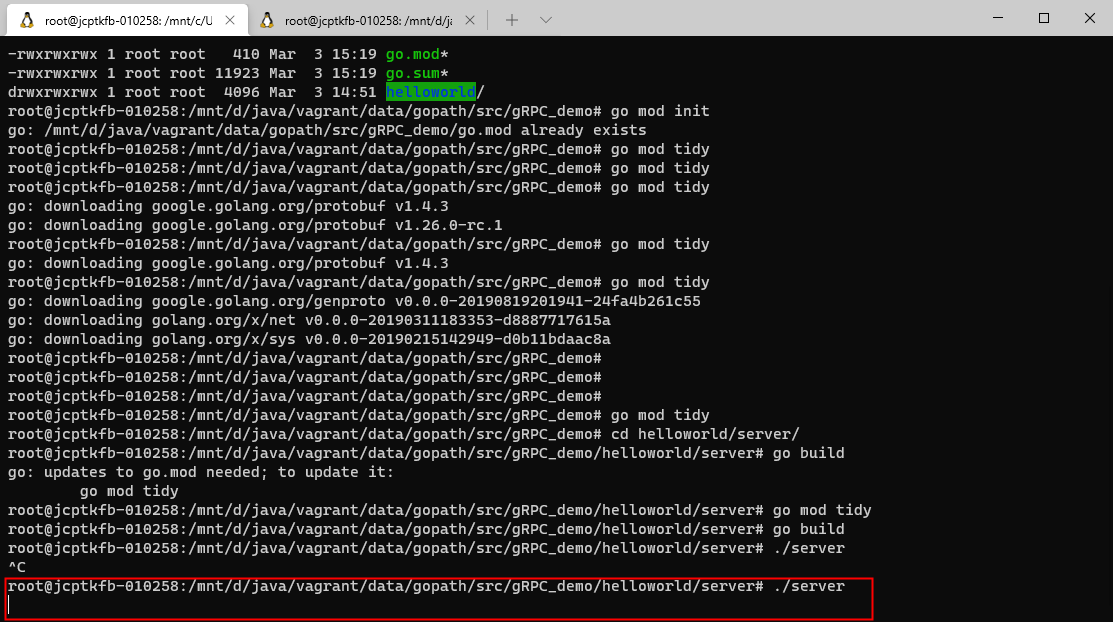 root@jcptkfb-010258: /mnt/c/U
root@jcptkfb-010258: /mnt/d/ja
-rwxrwxrwx 1 root root   410 Mar  3 15:19 go.mod*
-rwxrwxrwx 1 root root 11923 Mar  3 15:19 go.sum*
drwxrwxrwx 1 root root  4096 Mar  3 14:51 helloworld/
root@jcptkfb-010258:/mnt/d/java/vagrant/data/gopath/src/gRPC_demo# go mod init
go: /mnt/d/java/vagrant/data/gopath/src/gRPC_demo/go.mod already exists
root@jcptkfb-010258:/mnt/d/java/vagrant/data/gopath/src/gRPC_demo# go mod tidy
root@jcptkfb-010258:/mnt/d/java/vagrant/data/gopath/src/gRPC_demo# go mod tidy
root@jcptkfb-010258:/mnt/d/java/vagrant/data/gopath/src/gRPC_demo# go mod tidy
go: downloading google.golang.org/protobuf v1.4.3
go: downloading google.golang.org/protobuf v1.26.0-rc.1
root@jcptkfb-010258:/mnt/d/java/vagrant/data/gopath/src/gRPC_demo# go mod tidy
go: downloading google.golang.org/protobuf v1.4.3
root@jcptkfb-010258:/mnt/d/java/vagrant/data/gopath/src/gRPC_demo# go mod tidy
go: downloading google.golang.org/genproto v0.0.0-20190819201941-24fa4b261c55
go: downloading golang.org/x/net v0.0.0-20190311183353-d8887717615a
go: downloading golang.org/x/sys v0.0.0-20190215142949-d0b11bdaac8a
root@jcptkfb-010258:/mnt/d/java/vagrant/data/gopath/src/gRPC_demo#
root@jcptkfb-010258:/mnt/d/java/vagrant/data/gopath/src/gRPC_demo#
root@jcptkfb-010258:/mnt/d/java/vagrant/data/gopath/src/gRPC_demo#
root@jcptkfb-010258:/mnt/d/java/vagrant/data/gopath/src/gRPC_demo# go mod tidy
root@jcptkfb-010258:/mnt/d/java/vagrant/data/gopath/src/gRPC_demo# cd helloworld/server/
root@jcptkfb-010258:/mnt/d/java/vagrant/data/gopath/src/gRPC_demo/helloworld/server# go build
go: updates to go.mod needed; to update it:
        go mod tidy
root@jcptkfb-010258:/mnt/d/java/vagrant/data/gopath/src/gRPC_demo/helloworld/server# go mod tidy
root@jcptkfb-010258:/mnt/d/java/vagrant/data/gopath/src/gRPC_demo/helloworld/server# go build
root@jcptkfb-010258:/mnt/d/java/vagrant/data/gopath/src/gRPC_demo/helloworld/server# ./server
^C
root@jcptkfb-010258:/mnt/d/java/vagrant/data/gopath/src/gRPC_demo/helloworld/server# ./server